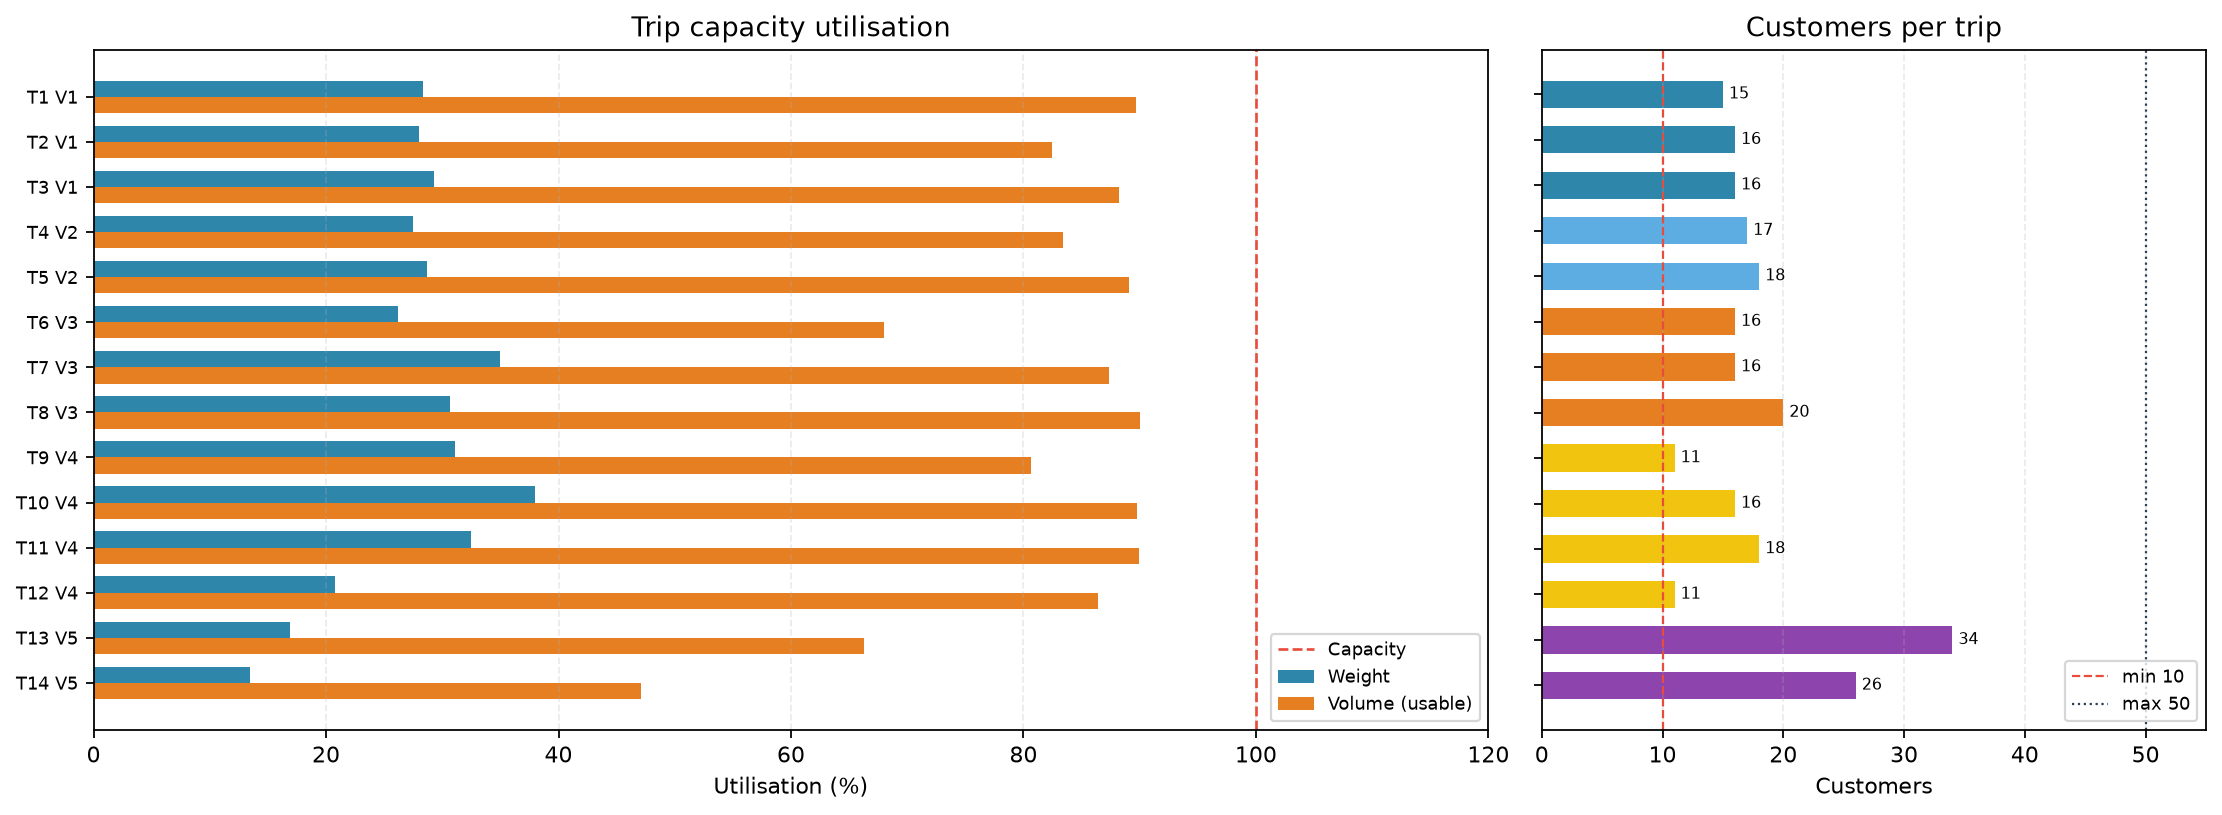 Trip capacity utilisation
T1 V1
T2 V1
T3 V1
T4 V2
T5 V2
T6 V3
T7 V3
T8 V3
T9 V4
T10 V4
T11 V4
T12 V4
T13 V5
T14 V5
Capacity
Weight
Volume (usable)
0 20 40 60 80 100 120
Utilisation (%)
Customers per trip
15
16
16
17
18
16
16
20
11
16
18
11
34
26
min 10
max 50
0 10 20 30 40 50
Customers